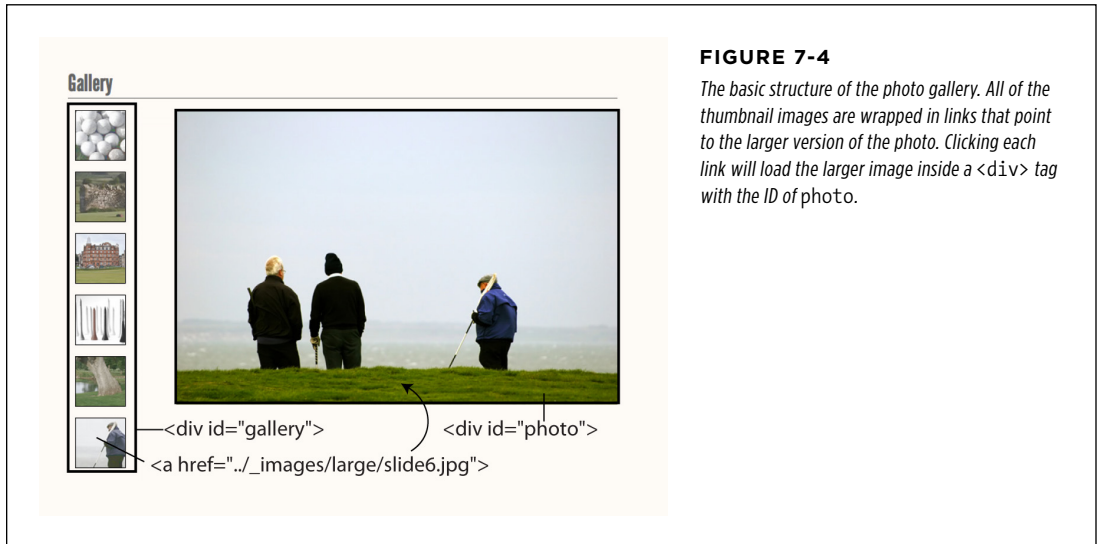 Gallery
<div id="gallery">
<div id="photo">
<a href="../_images/large/slide6.jpg">
FIGURE 7-4
The basic structure of the photo gallery. All of the
thumbnail images are wrapped in links that point
to the larger version of the photo. Clicking each
link will load the larger image inside a <div> tag
with the ID of photo.